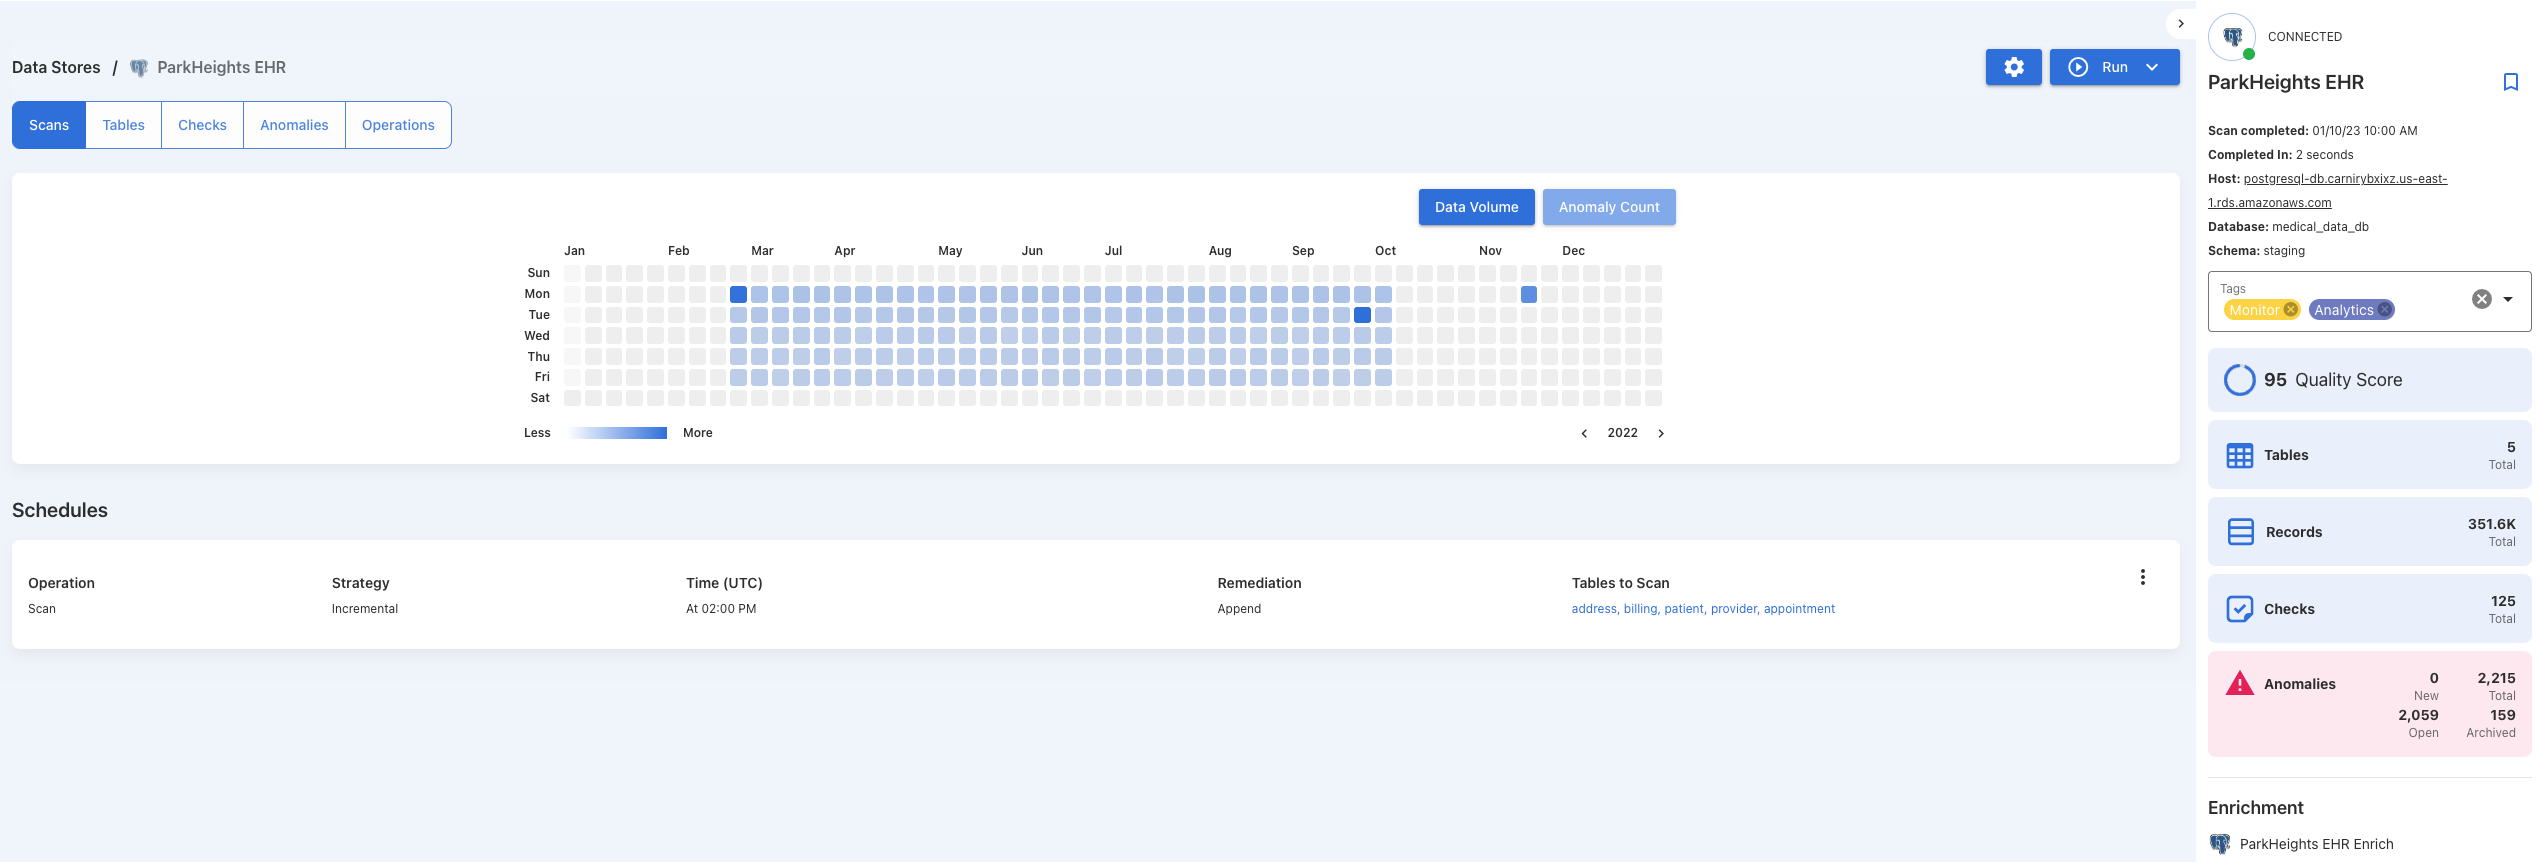 Data Stores / ParkHeights EHR
Run
Scans Tables Checks Anomalies Operations
Data Volume Anomaly Count
Jan Feb Mar Apr May Jun Jul Aug Sep Oct Nov Dec
Sun
Mon
Tue
Wed
Thu
Fri
Sat
Less More
2022
Schedules
Operation Strategy Time (UTC) Remediation Tables to Scan
Scan Incremental At 02:00 PM Append address, billing, patient, provider, appointment
CONNECTED
ParkHeights EHR
Scan completed: 01/10/23 10:00 AM
Completed In: 2 seconds
Host: postgresql-db.carnirybxixz.us-east-
1.rds.amazonaws.com
Database: medical_data_db
Schema: staging
Tags
Monitor Analytics
95 Quality Score
Tables 5
Total
Records 351.6K
Total
Checks 125
Total
Anomalies 0 2,215
New Total
2,059 159
Open Archived
Enrichment
ParkHeights EHR Enrich